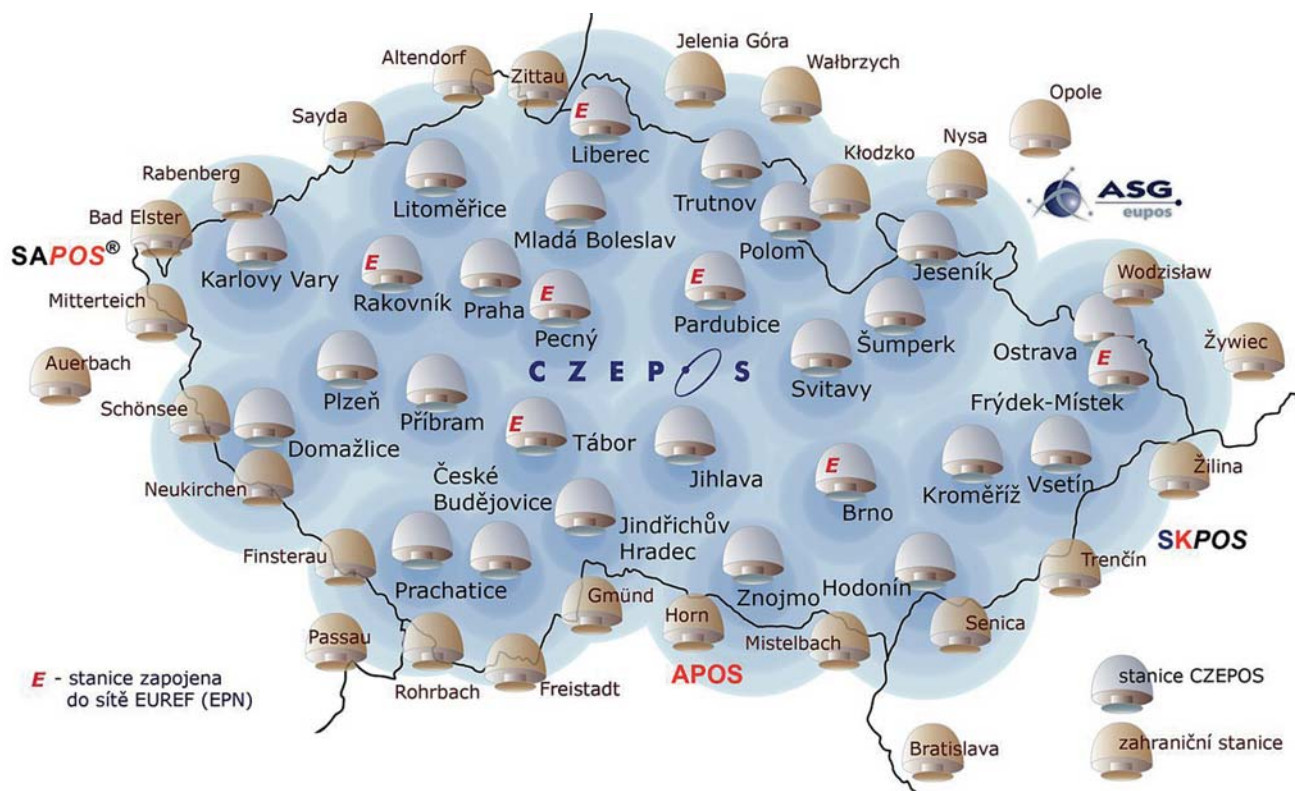 Jelenia Góra
Altendorf
Zittau
Wałbrzych
Opole
Sayda
E
Liberec
Kłodzko
Nysa
Rabenberg
Litoměřice
Trutnov
ASG
eupos
Bad Elster
Mladá Boleslav
Polom
Jeseník
SAPOS®
Karlovy Vary
E
Rakovník
Praha
E
Pecný
E
Pardubice
Wodzisław
Mitterteich
Šumperk
Ostrava
E
Żywiec
Auerbach
CZEPOS
Svitavy
Frýdek-Místek
Plzeň
Schönsee
Příbram
E
Tábor
Domažlice
Jihlava
E
Brno
Kroměříž
Vsetín
Žilina
Neukirchen
České
Budějovice
Jindřichův
Hradec
SKPOS
Finsterau
Prachatice
Trenčín
Gmünd
Znojmo
Hodonín
Horn
Mistelbach
Senica
Passau
APOS
Rohrbach
Freistadt
E - stanice zapojena
do sítě EUREF (EPN)
stanice CZEPOS
Bratislava
zahraniční stanice